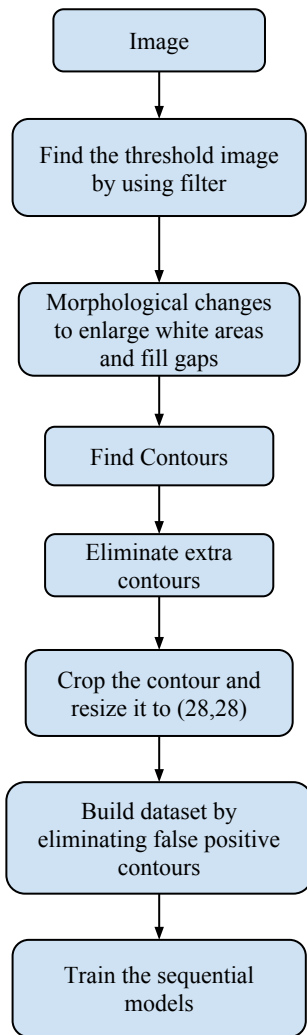 Image
Find the threshold image
by using filter
Morphological changes
to enlarge white areas
and fill gaps
Find Contours
Eliminate extra
contours
Crop the contour and
resize it to (28,28)
Build dataset by
eliminating false positive
contours
Train the sequential
models